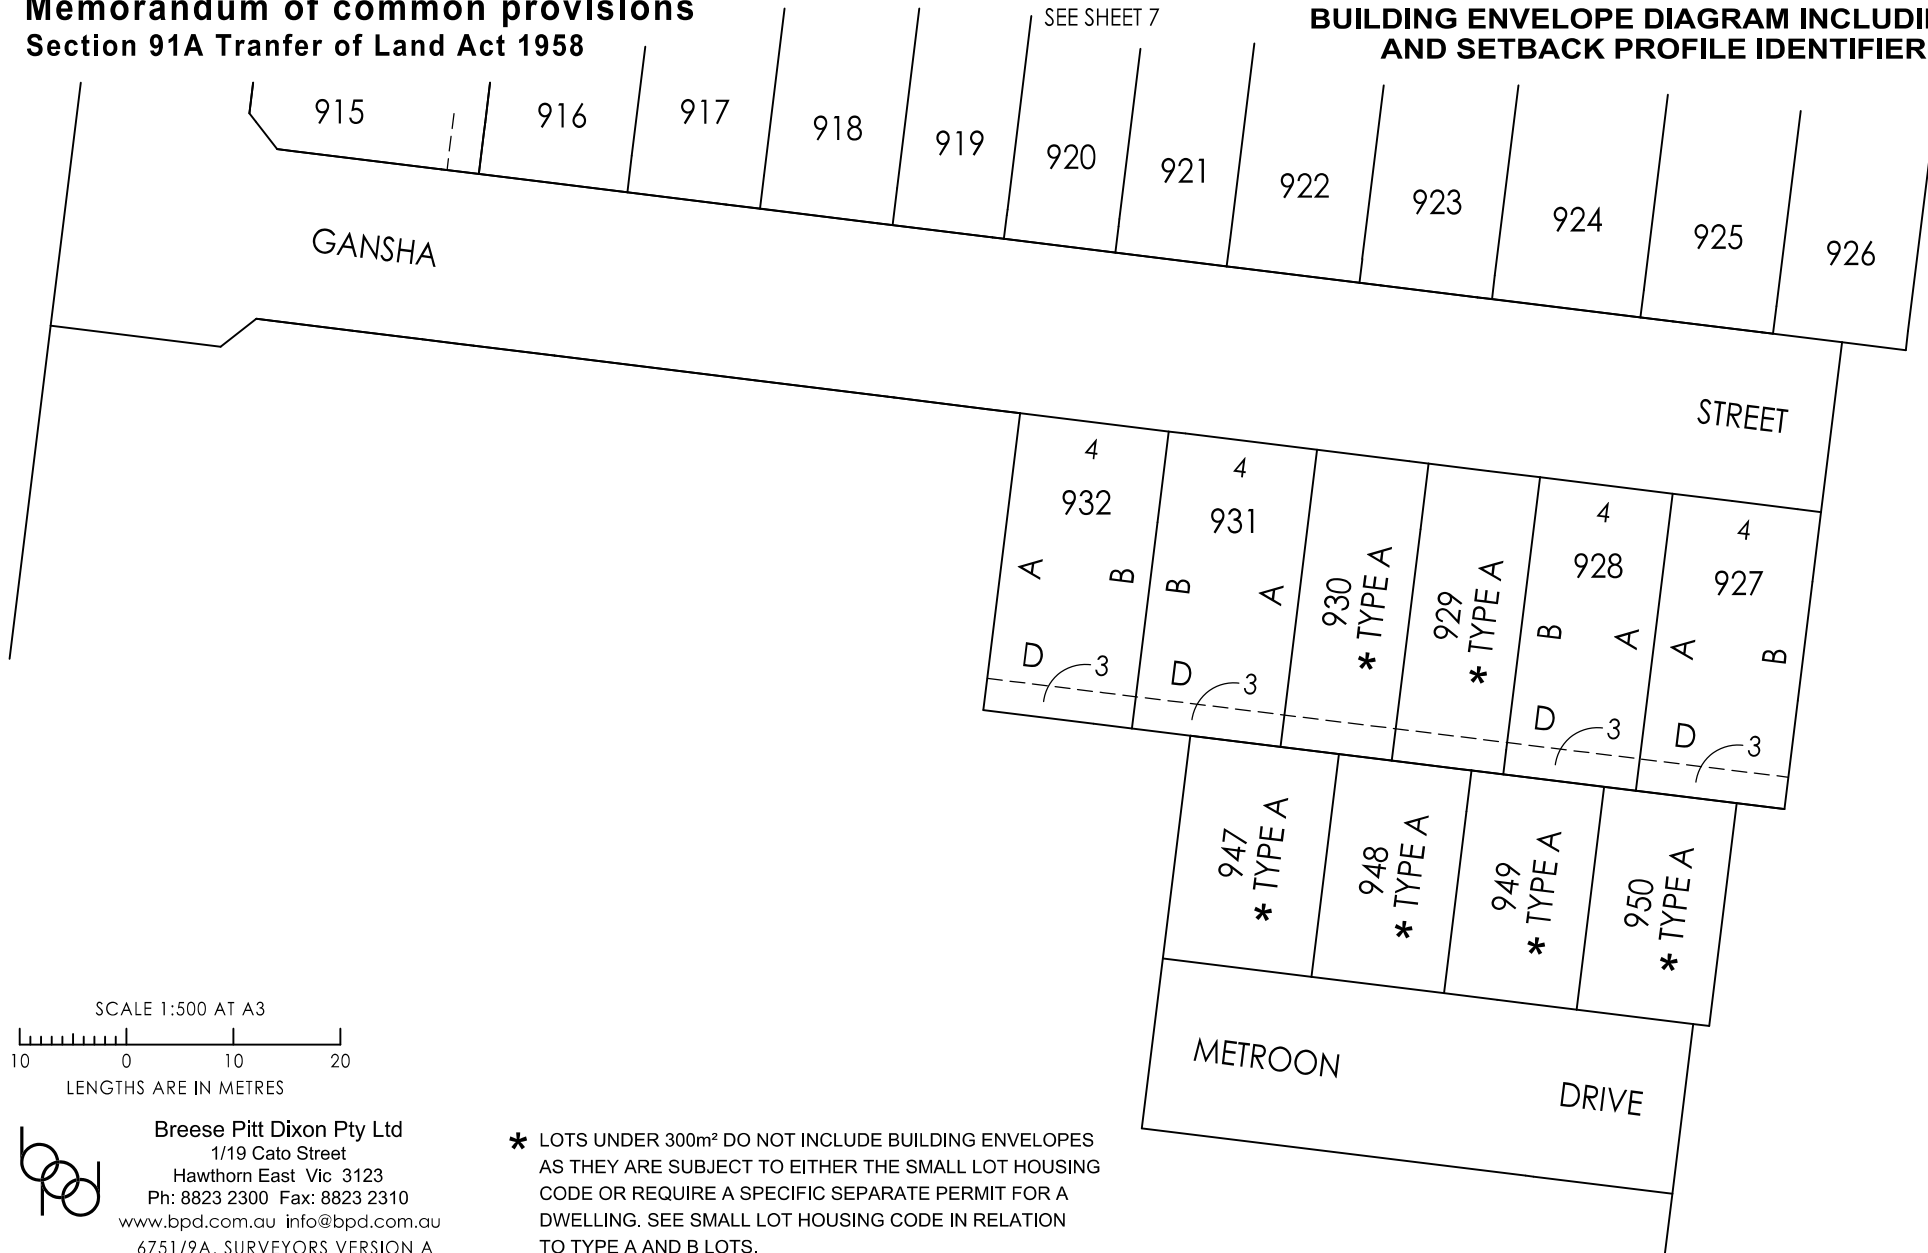 Memorandum of common provisions
Section 91A Tranfer of Land Act 1958
SEE SHEET 7
BUILDING ENVELOPE DIAGRAM
AND SETBACK PROFILE IDENTIFIER
915
916
917
918
919
920
921
922
923
924
925
926
GANSHA
STREET
4
932
A
B
D
3
4
931
B
A
D
3
930
* TYPE A
929
* TYPE A
4
928
B
A
D
3
4
927
A
B
D
3
947
* TYPE A
948
* TYPE A
949
* TYPE A
950
* TYPE A
METROON
DRIVE
SCALE 1:500 AT A3
10 0 10 20
LENGTHS ARE IN METRES
bpd
Breese Pitt Dixon Pty Ltd
1/19 Cato Street
Hawthorn East Vic 3123
Ph: 8823 2300 Fax: 8823 2310
www.bpd.com.au info@bpd.com.au
6751/9A, SURVEYORS VERSION A
* LOTS UNDER 300m² DO NOT INCLUDE BUILDING ENVELOPES
AS THEY ARE SUBJECT TO EITHER THE SMALL LOT HOUSING
CODE OR REQUIRE A SPECIFIC SEPARATE PERMIT FOR A
DWELLING. SEE SMALL LOT HOUSING CODE IN RELATION
TO TYPE A AND B LOTS.